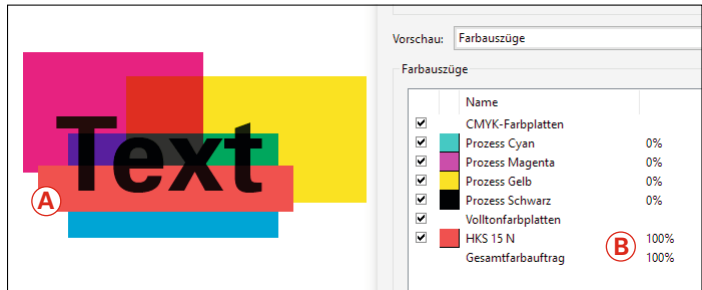 Text
A
Vorschau: Farbauszüge
Farbauszüge
Name
CMYK-Farbplatten
Prozess Cyan 0%
Prozess Magenta 0%
Prozess Gelb 0%
Prozess Schwarz 0%
Volltonfarbplatten
HKS 15 N B 100%
Gesamtfarbauftrag 100%